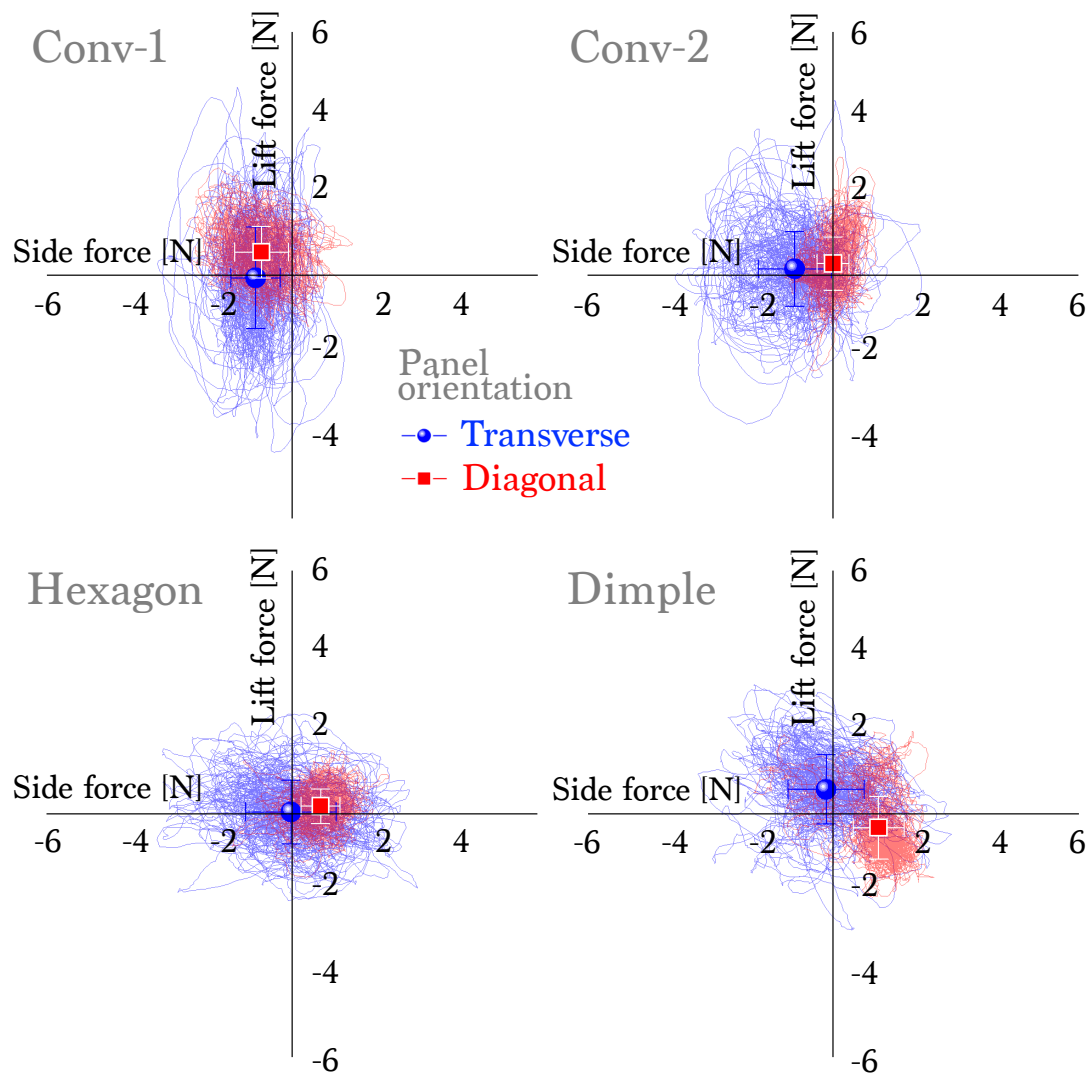 Conv-1
Lift force [N]
6
4
2
Side force [N]
-6
-4
-2
2
4
-2
-4
Conv-2
Lift force [N]
6
4
2
Side force [N]
-6
-4
-2
2
4
6
-2
-4
Panel
orientation
Transverse
Diagonal
Hexagon
Lift force [N]
6
4
2
Side force [N]
-6
-4
-2
2
4
-2
-4
-6
Dimple
Lift force [N]
6
4
2
Side force [N]
-6
-4
-2
2
4
6
-2
-4
-6